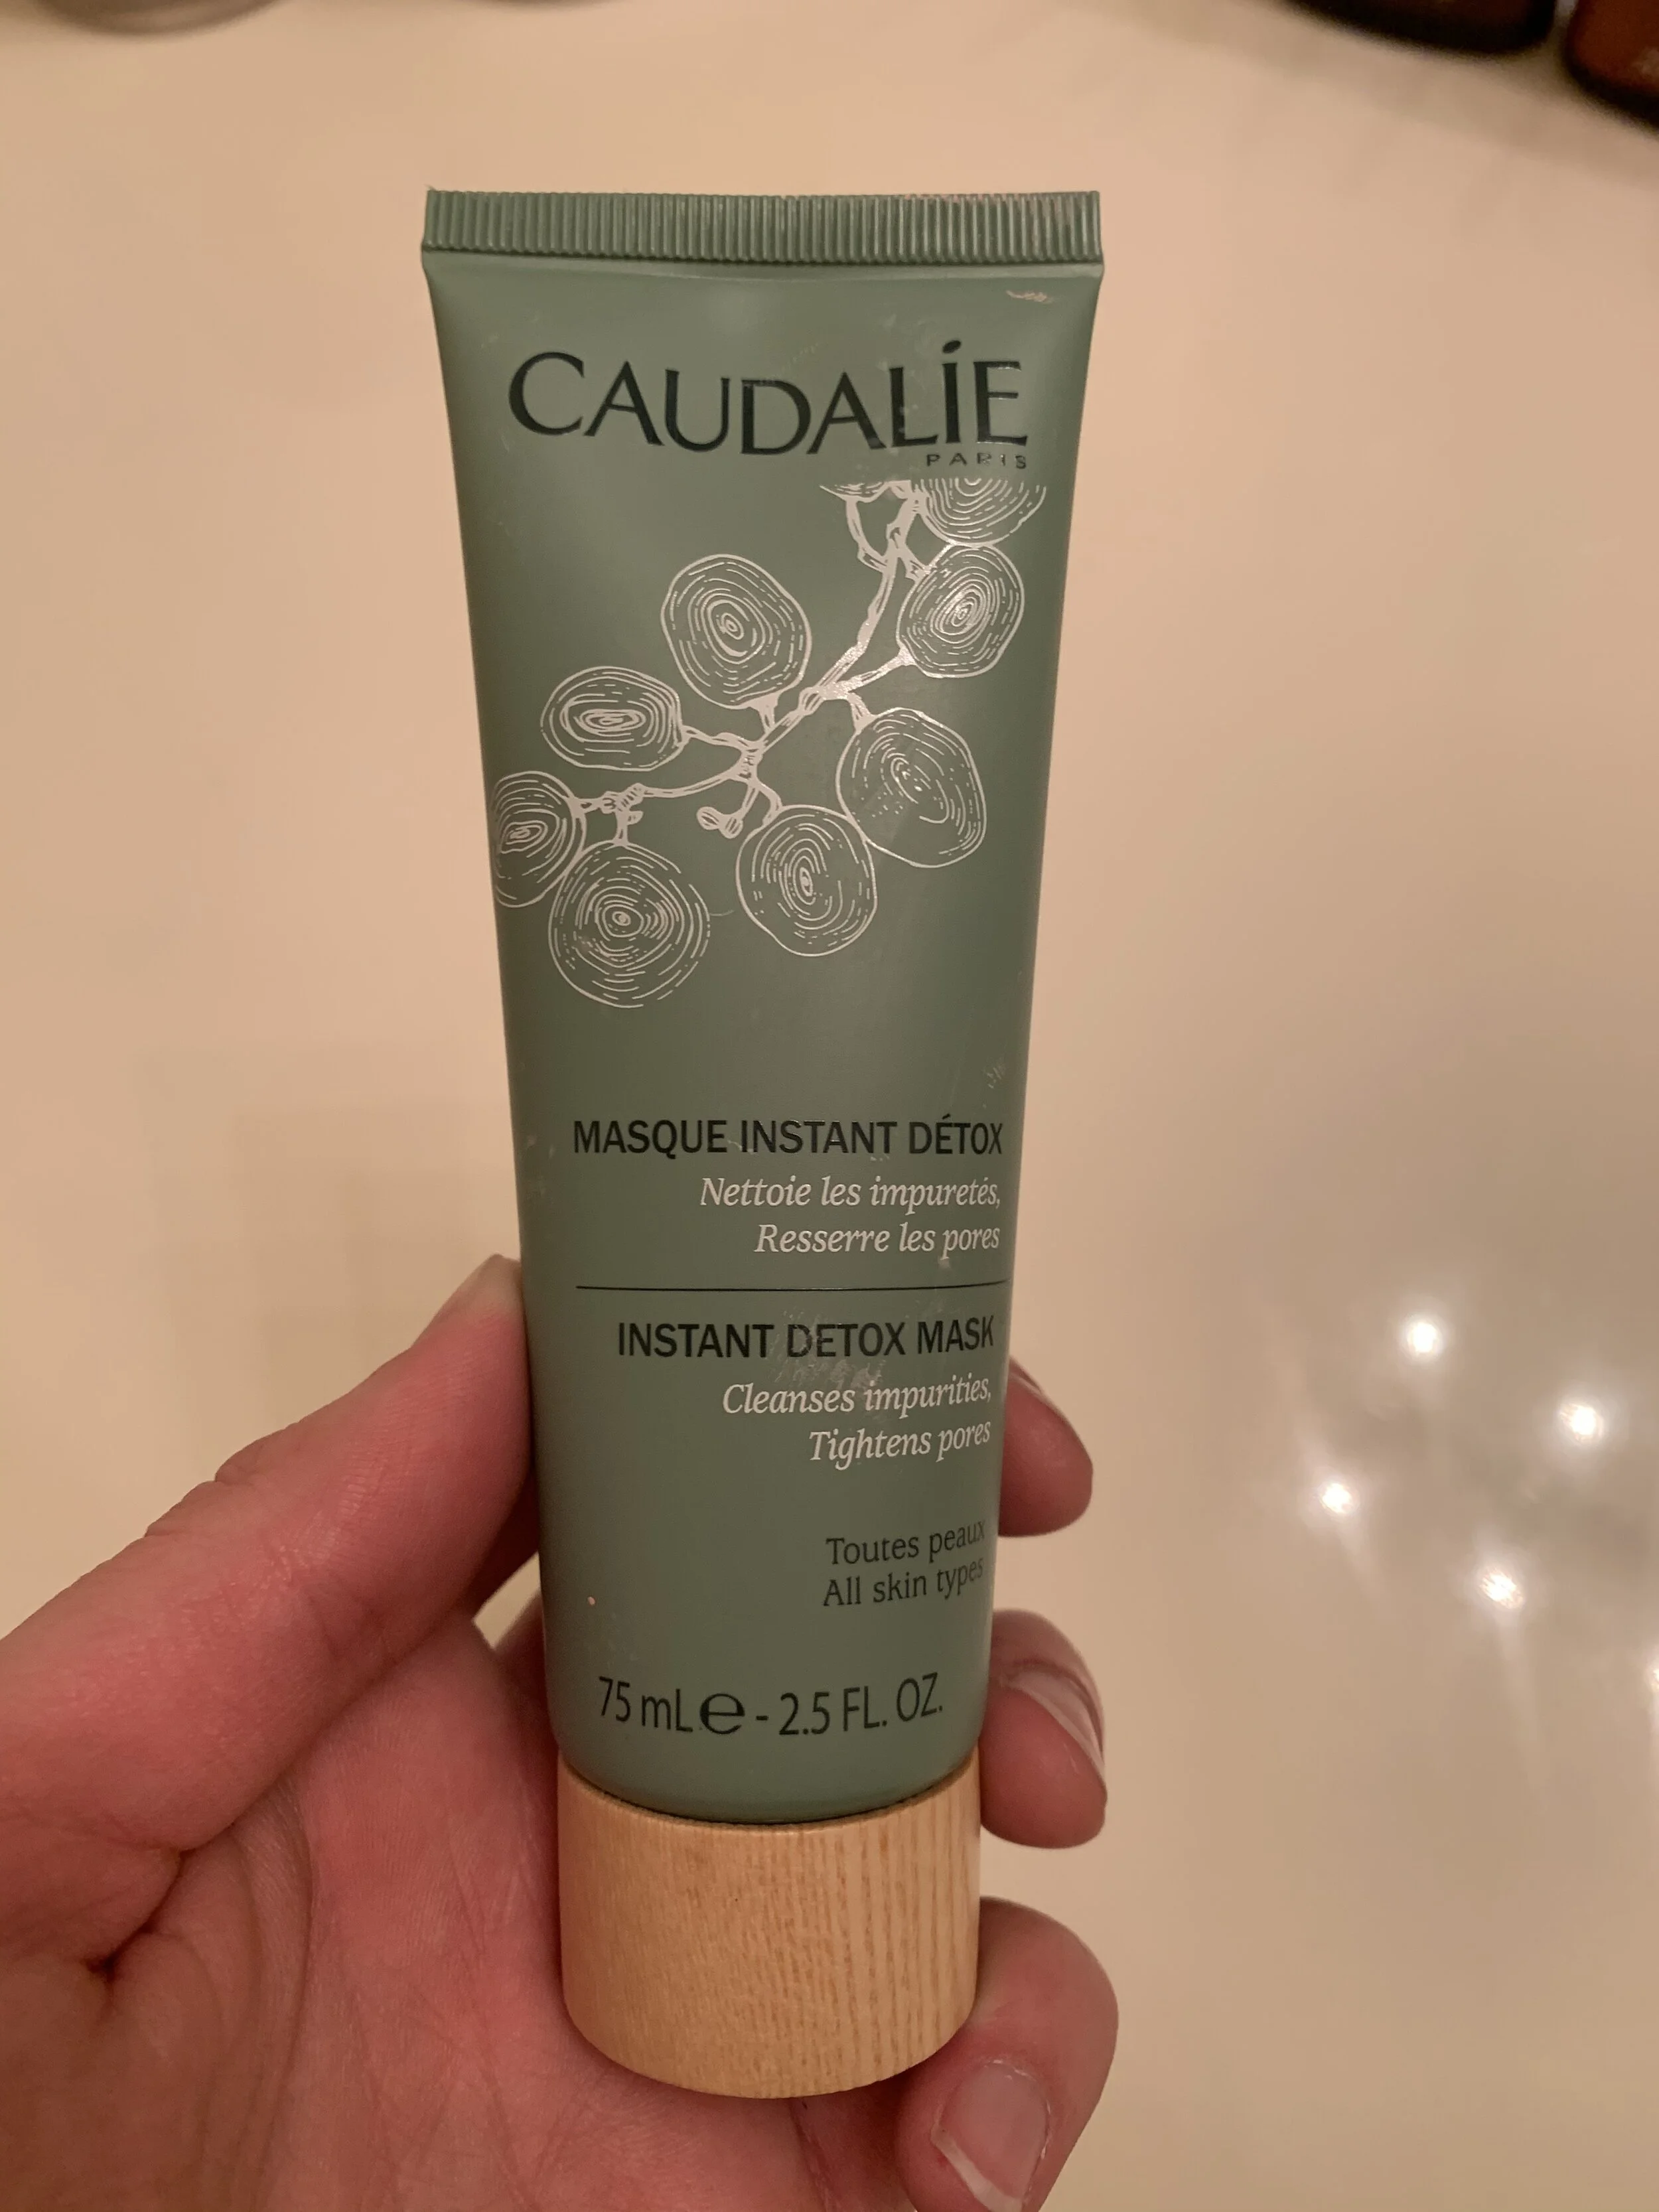 CAUDALİE
PARIS
MASQUE INSTANT DÉTOX
Nettoie les impuretés,
Resserre les pores
INSTANT DETOX MASK
Cleanses impurities,
Tightens pores
Toutes peaux
All skin types
75 mL e - 2.5 FL. OZ.